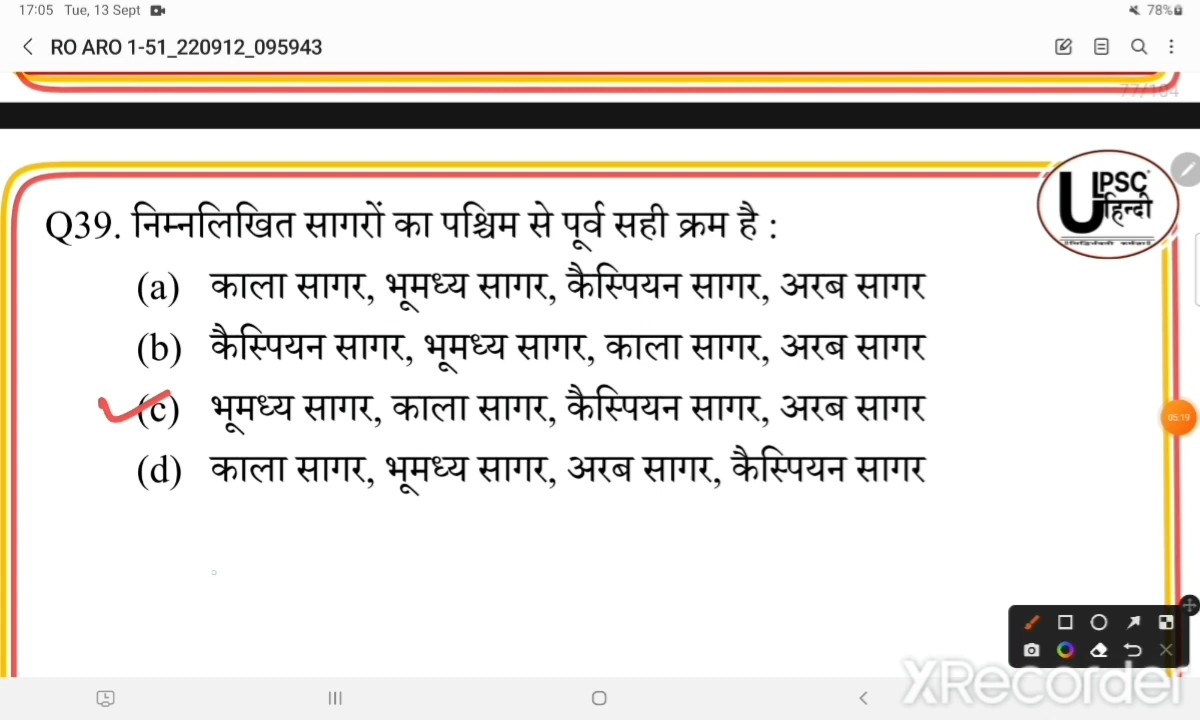 17:05 Tue, 13 Sept 78%
RO ARO 1-51_220912_095943
77/104
UPSC
हिन्दी
Q39. निम्नलिखित सागरों का पश्चिम से पूर्व सही क्रम है :
(a) काला सागर, भूमध्य सागर, कैस्पियन सागर, अरब सागर
(b) कैस्पियन सागर, भूमध्य सागर, काला सागर, अरब सागर
(c) भूमध्य सागर, काला सागर, कैस्पियन सागर, अरब सागर
(d) काला सागर, भूमध्य सागर, अरब सागर, कैस्पियन सागर
05:19
XRecorder